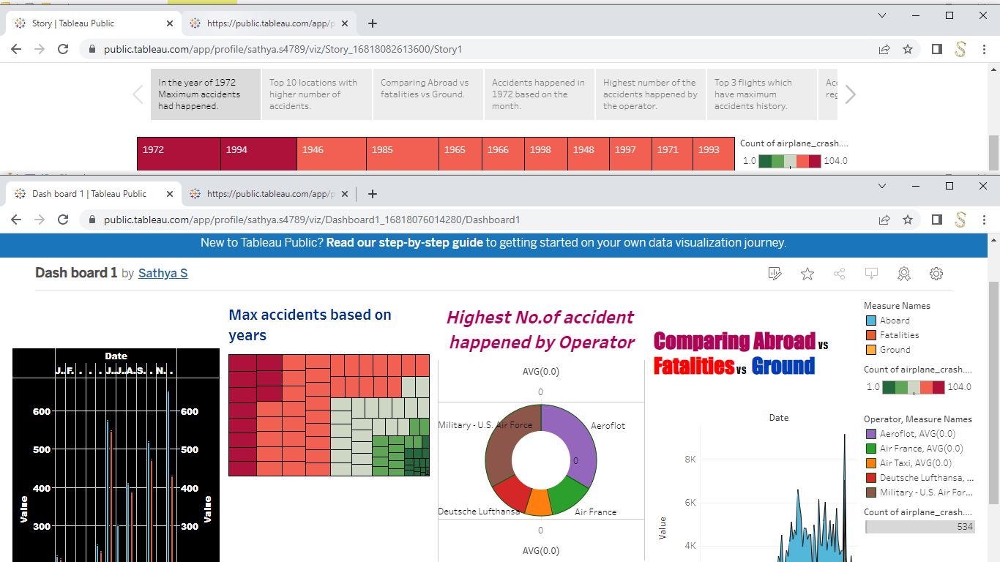 Story | Tableau Public
https://public.tableau.com/app/p
public.tableau.com/app/profile/sathya.s4789/viz/Story_16818082613600/Story1
In the year of 1972
Maximum accidents
had happened.
Top 10 locations with
higher number of
accidents.
Comparing Abroad vs
fatalities vs Ground.
Accidents happened in
1972 based on the
month.
Highest number of the
accidents happened by
the operator.
Top 3 flights which
have maximum
accidents history.
Acc
reg
1972 1994 1946 1985 1965 1966 1998 1948 1997 1971 1993
Count of airplane_crash....
1.0 104.0
Dash board 1 | Tableau Public
https://public.tableau.com/app/p
public.tableau.com/app/profile/sathya.s4789/viz/Dashboard1_16818076014280/Dashboard1
New to Tableau Public? Read our step-by-step guide to getting started on your own data visualization journey.
Dash board 1 by Sathya S
Date
J.. F. . . . J.. J.. A. S. . N. .
600 600
500 500
400 400
300 300
Value Value
Max accidents based on
years
Highest No.of accident
happened by Operator
AVG(0.0)
0
Military - U.S. Air Force
Aeroflot
0
Deutsche Lufthansa
Air France
0
AVG(0.0)
Comparing Abroad vs
Fatalities vs Ground
Date
8K
6K
4K
Value
Measure Names
Aboard
Fatalities
Ground
Count of airplane_crash....
1.0 104.0
Operator, Measure Names
Aeroflot, AVG(0.0)
Air France, AVG(0.0)
Air Taxi, AVG(0.0)
Deutsche Lufthansa, ...
Military - U.S. Air For...
Count of airplane_crash....
534